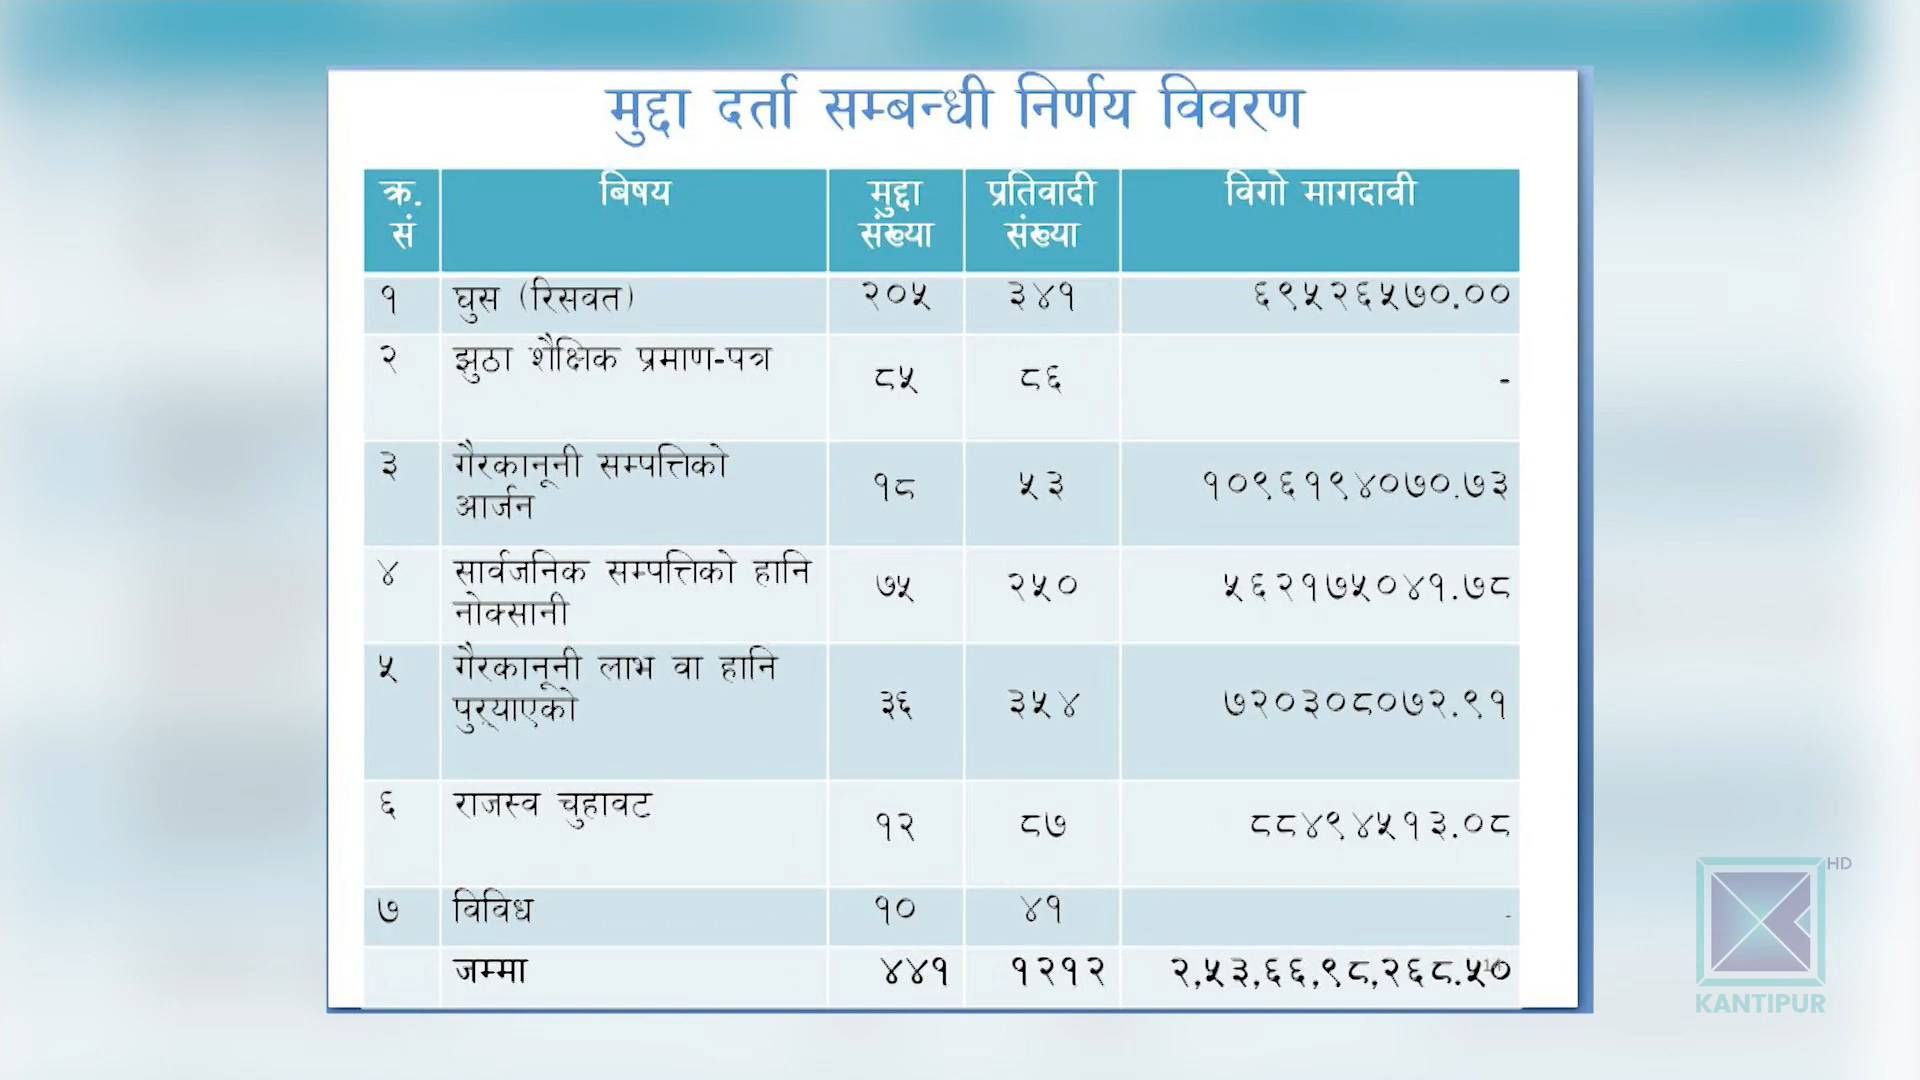 मुद्दा दर्ता सम्बन्धी निर्णय विवरण
क्र. सं बिषय मुद्दा संख्या प्रतिवादी संख्या विगो मागदावी
१ घुस (रिसवत) २०५ ३४१ ६९५२६५७०.००
२ झुठा शैक्षिक प्रमाण-पत्र ८५ ८६ -
३ गैरकानूनी सम्पत्तिको आर्जन १८ ५३ १०९६१९४०७०.७३
४ सार्वजनिक सम्पत्तिको हानि नोक्सानी ७५ २५० ५६२१७५०४१.७८
५ गैरकानूनी लाभ वा हानि पुर्‍याएको ३६ ३५४ ७२०३०८०७२.९१
६ राजस्व चुहावट १२ ८७ ८८४९४५१३.०८
७ विविध १० ४१ -
जम्मा ४४१ १२१२ २,५३,६६,९८,२६८.५०
HD
KANTIPUR